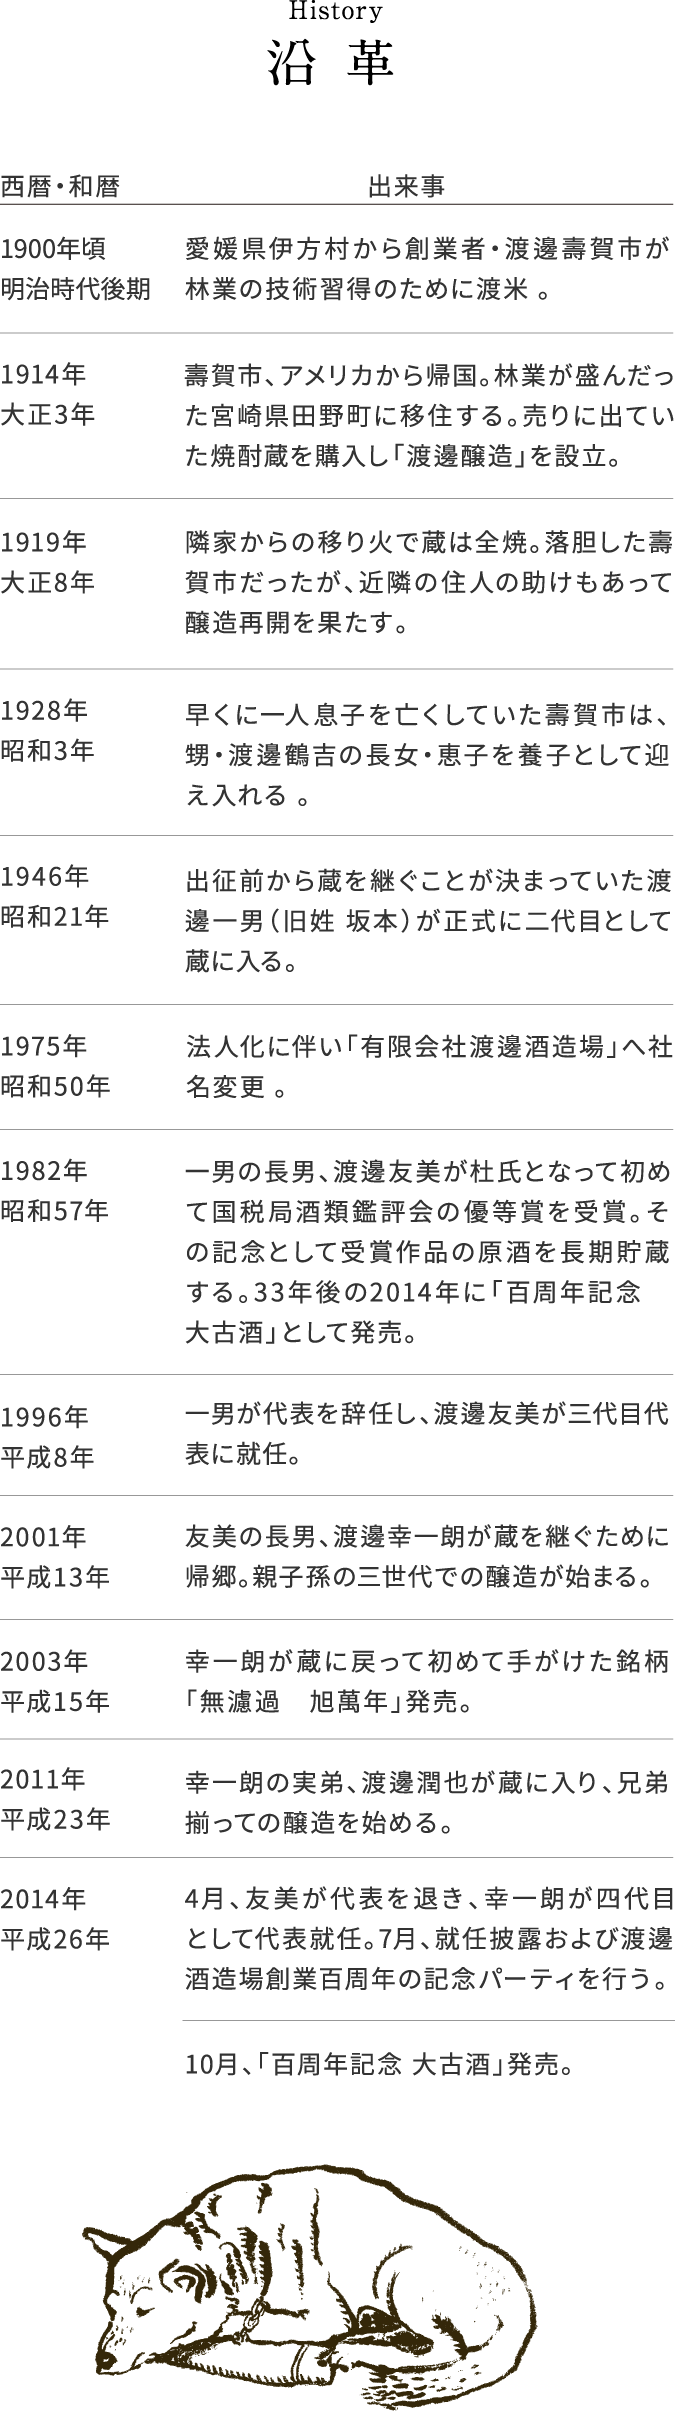 History
沿革
西暦・和暦 出来事
1900年頃
明治時代後期
愛媛県伊方村から創業者・渡邊壽賀市が
林業の技術習得のために渡米 。
1914年
大正3年
壽賀市、アメリカから帰国。林業が盛んだっ
た宮崎県田野町に移住する。売りに出てい
た焼酎蔵を購入し「渡邊醸造」を設立。
1919年
大正8年
隣家からの移り火で蔵は全焼。落胆した壽
賀市だったが、近隣の住人の助けもあって
醸造再開を果たす。
1928年
昭和3年
早くに一人息子を亡くしていた壽賀市は、
甥・渡邊鶴吉の長女・恵子を養子として迎
え入れる 。
1946年
昭和21年
出征前から蔵を継ぐことが決まっていた渡
邊一男（旧姓 坂本）が正式に二代目として
蔵に入る。
1975年
昭和50年
法人化に伴い「有限会社渡邊酒造場」へ社
名変更 。
1982年
昭和57年
一男の長男、渡邊友美が杜氏となって初め
て国税局酒類鑑評会の優等賞を受賞。そ
の記念として受賞作品の原酒を長期貯蔵
する。33年後の2014年に「百周年記念
大古酒」として発売。
1996年
平成8年
一男が代表を辞任し、渡邊友美が三代目代
表に就任。
2001年
平成13年
友美の長男、渡邊幸一朗が蔵を継ぐために
帰郷。親子孫の三世代での醸造が始まる。
2003年
平成15年
幸一朗が蔵に戻って初めて手がけた銘柄
「無濾過　旭萬年」発売。
2011年
平成23年
幸一朗の実弟、渡邊潤也が蔵に入り、兄弟
揃っての醸造を始める。
2014年
平成26年
4月、友美が代表を退き、幸一朗が四代目
として代表就任。7月、就任披露および渡邊
酒造場創業百周年の記念パーティを行う。
10月、「百周年記念 大古酒」発売。